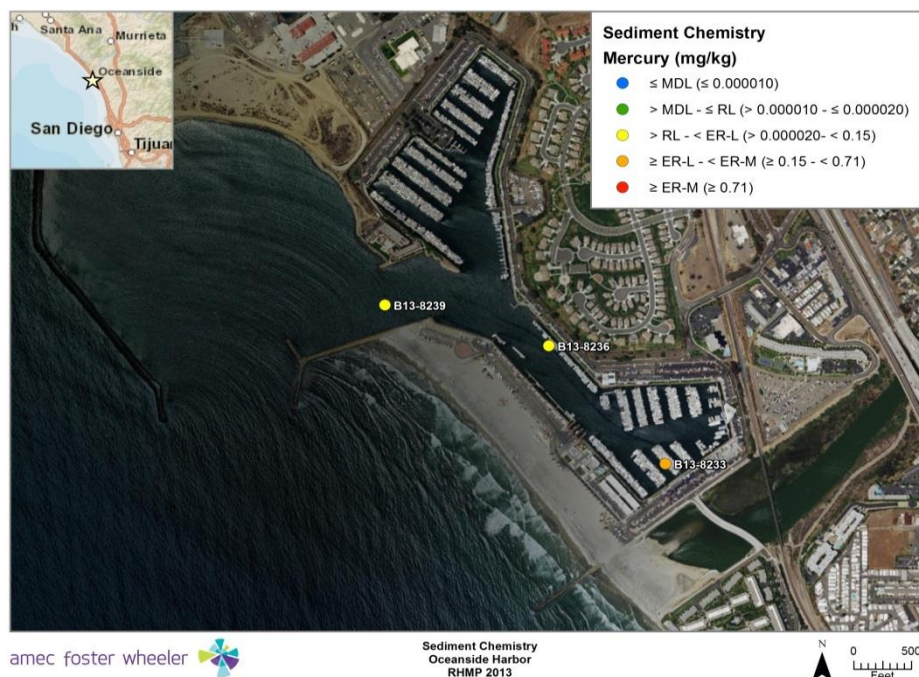 h
Santa Ana
Murrieta
Oceanside
San Diego
Tijuan
Sediment Chemistry
Mercury (mg/kg)
≤ MDL (≤ 0.000010)
> MDL - ≤ RL (> 0.000010 - ≤ 0.000020)
> RL - < ER-L (> 0.000020- < 0.15)
≥ ER-L - < ER-M (≥ 0.15 - < 0.71)
≥ ER-M (≥ 0.71)
B13-8239
B13-8236
B13-8233
amec foster wheeler
Sediment Chemistry
Oceanside Harbor
RHMP 2013
N
0 500
Feet